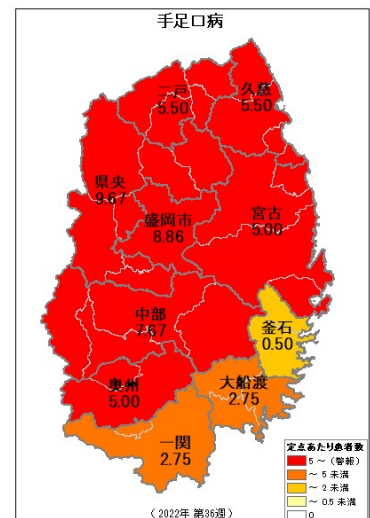 手足口病
二戸
5.50
久慈
5.50
県央
9.67
盛岡市
8.86
宮古
5.00
中部
7.67
釜石
0.50
奥州
5.00
大船渡
2.75
一関
2.75
定点あたり患者数
5 ～ (警報)
～ 5 未満
～ 2 未満
～ 0.5 未満
0
( 2022年 第36週 )